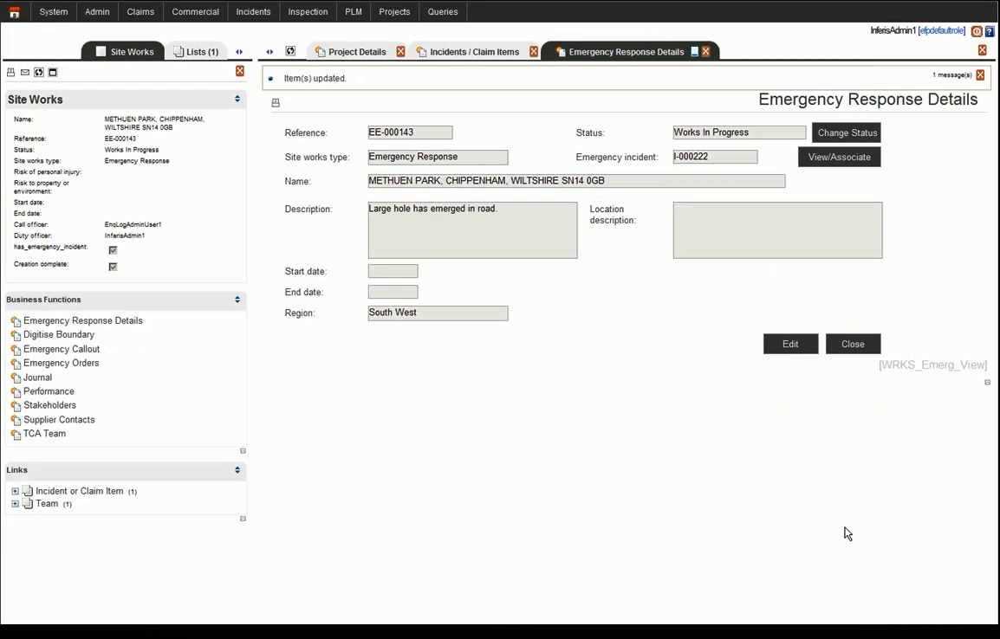 System Admin Claims Commercial Incidents Inspection PLM Projects Queries
InferisAdmin1 [efpdefaultrole]
Site Works Lists (1) Project Details Incidents / Claim Items Emergency Response Details
Item(s) updated. 1 message(s)
Site Works
Name: METHUEN PARK, CHIPPENHAM,
WILTSHIRE SN14 0GB
Reference: EE-000143
Status: Works In Progress
Site works type: Emergency Response
Risk of personal injury:
Risk to property or
environment:
Start date:
End date:
Call officer: EnqLogAdminUser1
Duty officer: InferisAdmin1
has_emergency_incident:
Creation complete:
Business Functions
Emergency Response Details
Digitise Boundary
Emergency Callout
Emergency Orders
Journal
Performance
Stakeholders
Supplier Contacts
TCA Team
Links
Incident or Claim Item (1)
Team (1)
Emergency Response Details
Reference: EE-000143 Status: Works In Progress Change Status
Site works type: Emergency Response Emergency incident: I-000222 View/Associate
Name: METHUEN PARK, CHIPPENHAM, WILTSHIRE SN14 0GB
Description: Large hole has emerged in road. Location
description:
Start date:
End date:
Region: South West
Edit Close
[WRKS_Emerg_View]